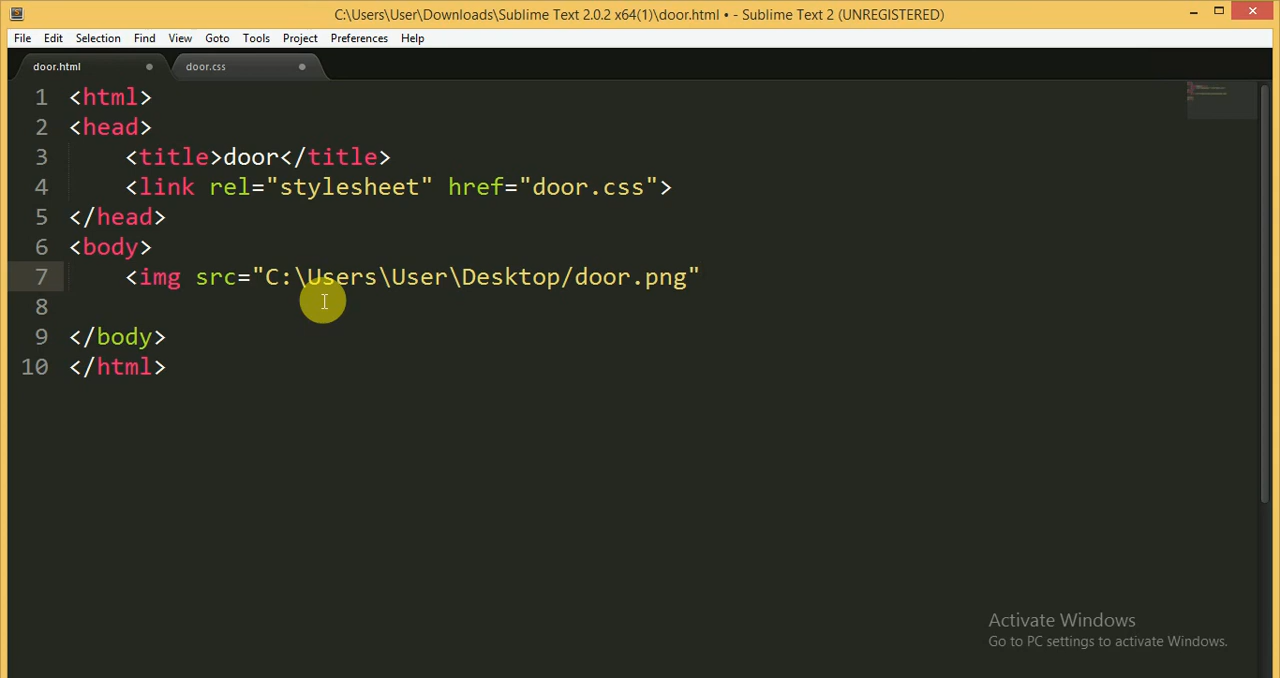 C:\Users\User\Downloads\Sublime Text 2.0.2 x64(1)\door.html • - Sublime Text 2 (UNREGISTERED)
File Edit Selection Find View Goto Tools Project Preferences Help
door.html door.css
1 <html>
2 <head>
3 <title>door</title>
4 <link rel="stylesheet" href="door.css">
5 </head>
6 <body>
7 <img src="C:\Users\User\Desktop/door.png"
8
9 </body>
10 </html>
Activate Windows
Go to PC settings to activate Windows.